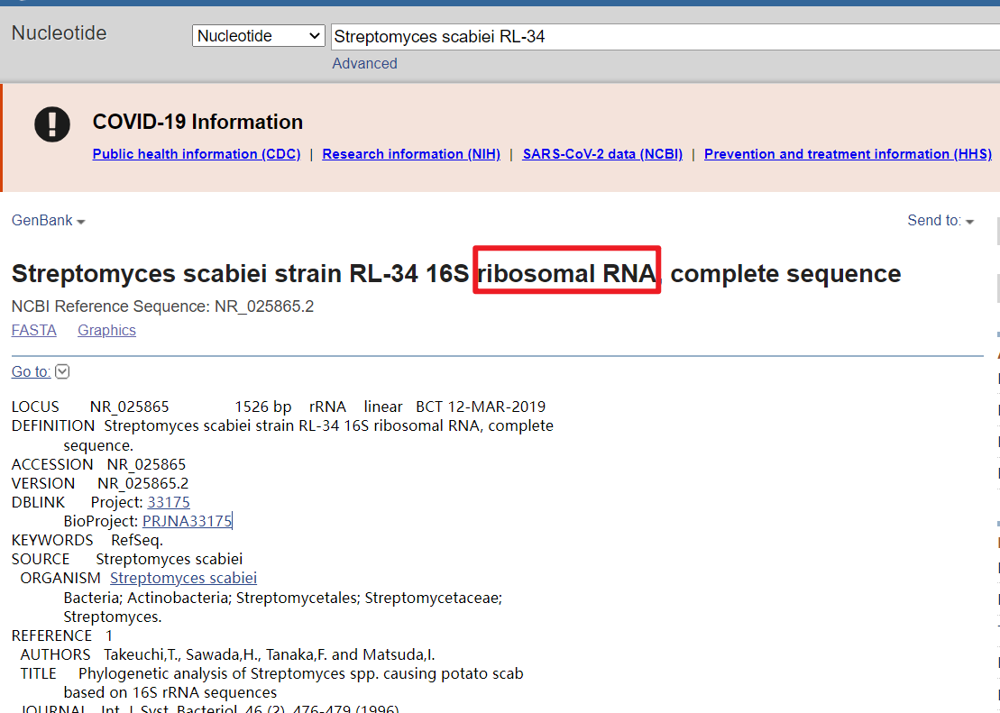 Nucleotide
Nucleotide
Streptomyces scabiei RL-34
Advanced
COVID-19 Information
Public health information (CDC) | Research information (NIH) | SARS-CoV-2 data (NCBI) | Prevention and treatment information (HHS)
GenBank
Send to:
Streptomyces scabiei strain RL-34 16S ribosomal RNA, complete sequence
NCBI Reference Sequence: NR_025865.2
FASTA Graphics
Go to:
LOCUS NR_025865 1526 bp rRNA linear BCT 12-MAR-2019
DEFINITION Streptomyces scabiei strain RL-34 16S ribosomal RNA, complete
sequence.
ACCESSION NR_025865
VERSION NR_025865.2
DBLINK Project: 33175
BioProject: PRJNA33175
KEYWORDS RefSeq.
SOURCE Streptomyces scabiei
ORGANISM Streptomyces scabiei
Bacteria; Actinobacteria; Streptomycetales; Streptomycetaceae;
Streptomyces.
REFERENCE 1
AUTHORS Takeuchi,T., Sawada,H., Tanaka,F. and Matsuda,I.
TITLE Phylogenetic analysis of Streptomyces spp. causing potato scab
based on 16S rRNA sequences
JOURNAL Int. J. Syst. Bacteriol. 46 (2), 476-479 (1996)